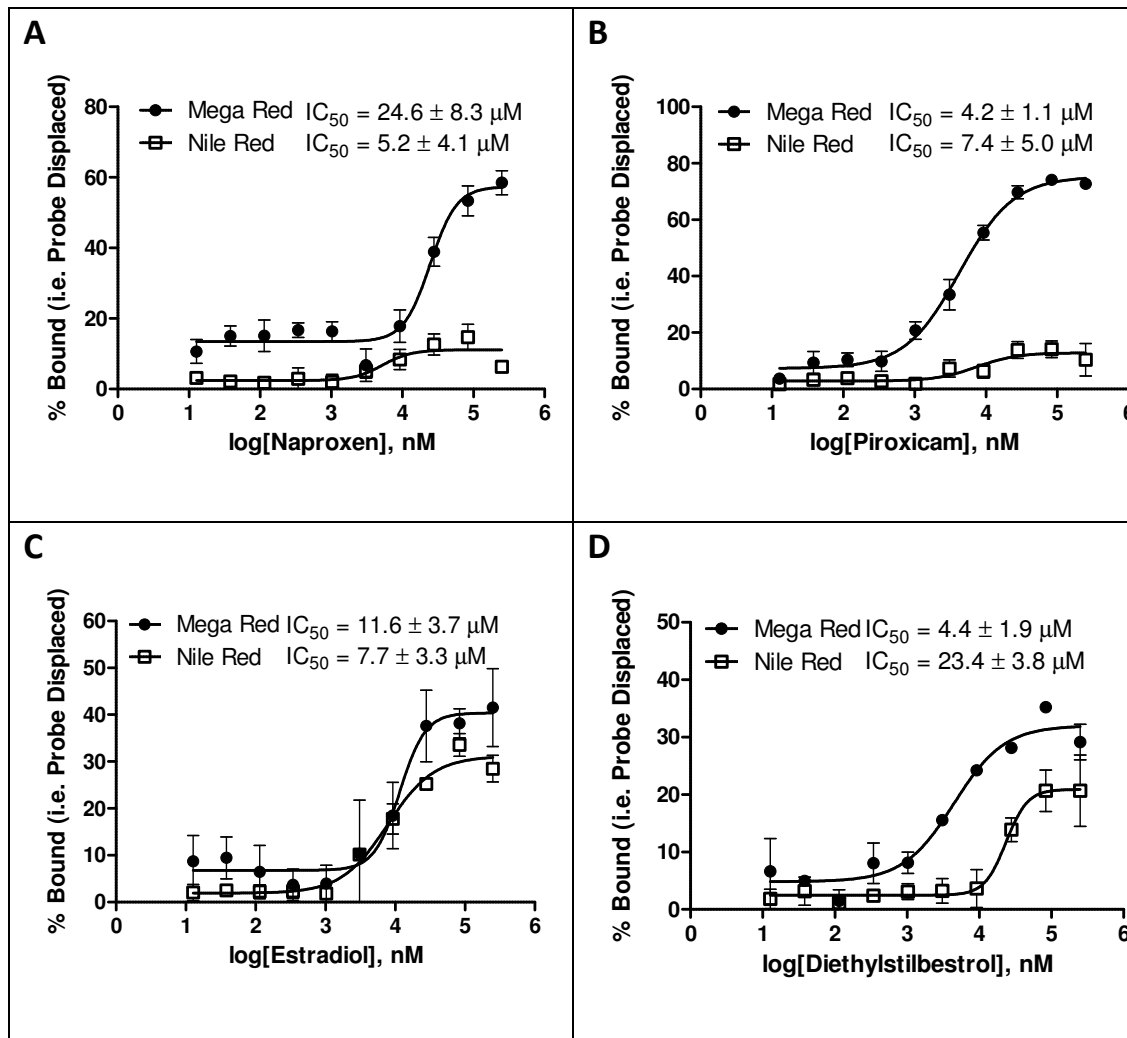 A
% Bound (i.e. Probe Displaced)
Mega Red IC50 = 24.6 ± 8.3 µM
Nile Red IC50 = 5.2 ± 4.1 µM
80
60
40
20
0
0 1 2 3 4 5 6
log[Naproxen], nM
B
% Bound (i.e. Probe Displaced)
Mega Red IC50 = 4.2 ± 1.1 µM
Nile Red IC50 = 7.4 ± 5.0 µM
100
80
60
40
20
0
0 1 2 3 4 5 6
log[Piroxicam], nM
C
% Bound (i.e. Probe Displaced)
Mega Red IC50 = 11.6 ± 3.7 µM
Nile Red IC50 = 7.7 ± 3.3 µM
60
50
40
30
20
10
0
0 1 2 3 4 5 6
log[Estradiol], nM
D
% Bound (i.e. Probe Displaced)
Mega Red IC50 = 4.4 ± 1.9 µM
Nile Red IC50 = 23.4 ± 3.8 µM
50
40
30
20
10
0
0 1 2 3 4 5 6
log[Diethylstilbestrol], nM